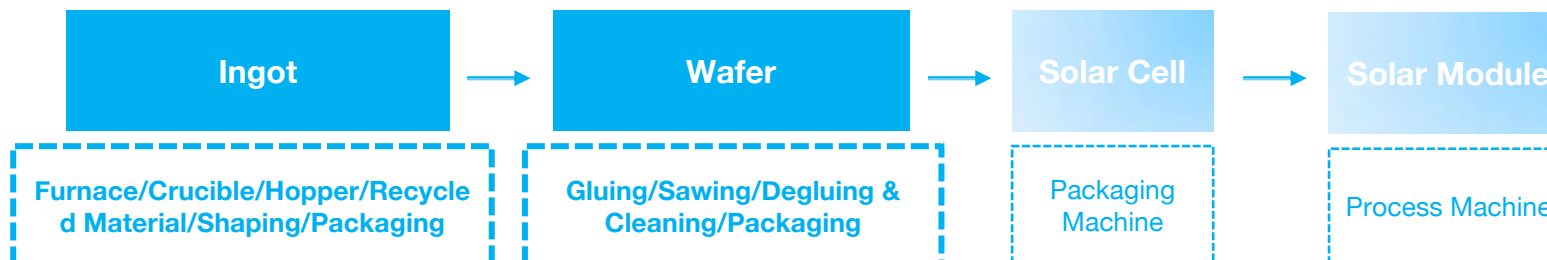 Ingot
Wafer
Solar Cell
Solar Module
Furnace/Crucible/Hopper/Recycle
d Material/Shaping/Packaging
Gluing/Sawing/Degluing &
Cleaning/Packaging
Packaging
Machine
Process Machine